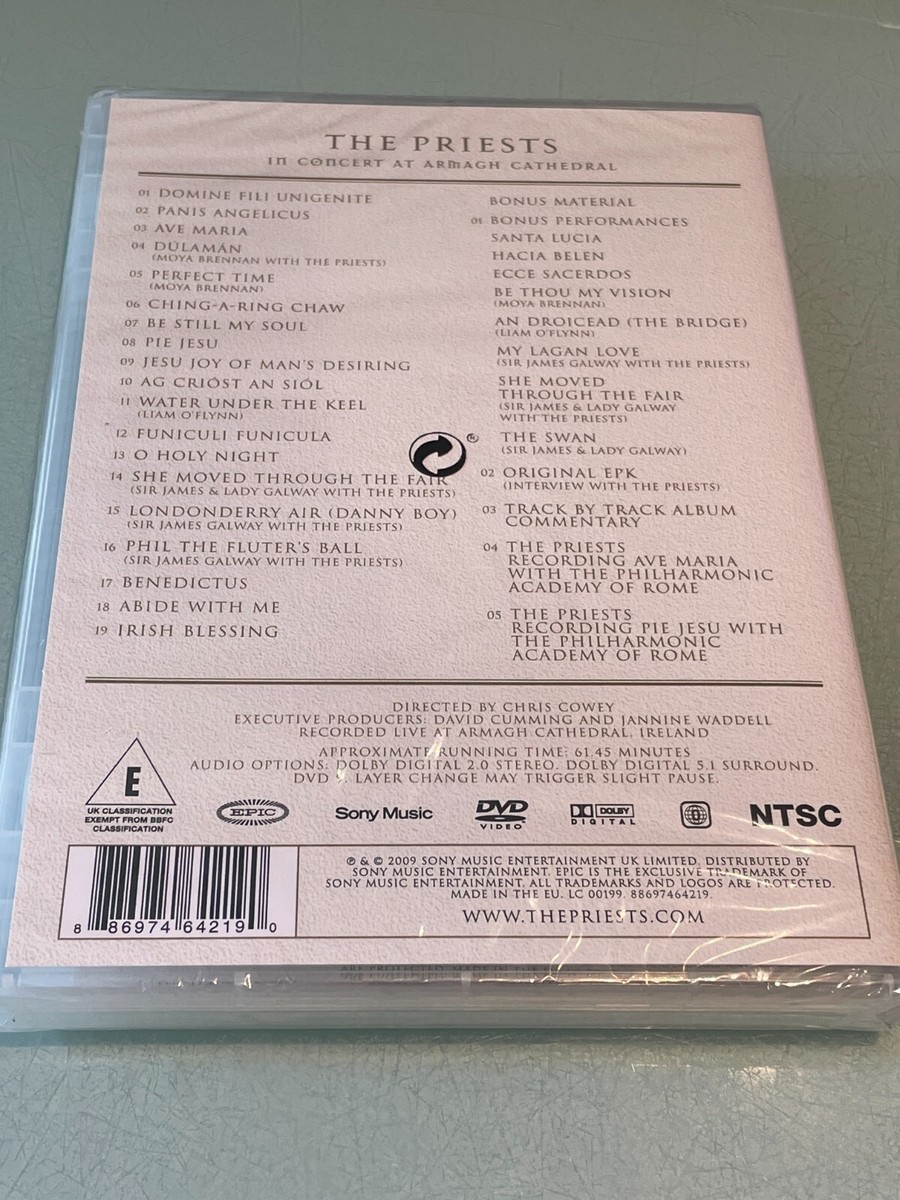 THE PRIESTS
IN CONCERT AT ARMAGH CATHEDRAL
01 DOMINE FILI UNIGENITE
02 PANIS ANGELICUS
03 AVE MARIA
04 DÚLAMÁN
(MOYA BRENNAN WITH THE PRIESTS)
05 PERFECT TIME
(MOYA BRENNAN)
06 CHING-A-RING CHAW
07 BE STILL MY SOUL
08 PIE JESU
09 JESU JOY OF MAN'S DESIRING
10 AG CRÍOST AN SIÓL
11 WATER UNDER THE KEEL
(LIAM O'FLYNN)
12 FUNICULI FUNICULA
13 O HOLY NIGHT
14 SHE MOVED THROUGH THE FAIR
(SIR JAMES & LADY GALWAY WITH THE PRIESTS)
15 LONDONDERRY AIR (DANNY BOY)
(SIR JAMES GALWAY WITH THE PRIESTS)
16 PHIL THE FLUTER'S BALL
(SIR JAMES GALWAY WITH THE PRIESTS)
17 BENEDICTUS
18 ABIDE WITH ME
19 IRISH BLESSING
BONUS MATERIAL
01 BONUS PERFORMANCES
SANTA LUCIA
HACIA BELEN
ECCE SACERDOS
BE THOU MY VISION
(MOYA BRENNAN)
AN DROICEAD (THE BRIDGE)
(LIAM O'FLYNN)
MY LAGAN LOVE
(SIR JAMES GALWAY WITH THE PRIESTS)
SHE MOVED
THROUGH THE FAIR
(SIR JAMES & LADY GALWAY
WITH THE PRIESTS)
THE SWAN
(SIR JAMES & LADY GALWAY)
02 ORIGINAL EPK
(INTERVIEW WITH THE PRIESTS)
03 TRACK BY TRACK ALBUM
COMMENTARY
04 THE PRIESTS
RECORDING AVE MARIA
WITH THE PHILHARMONIC
ACADEMY OF ROME
05 THE PRIESTS
RECORDING PIE JESU WITH
THE PHILHARMONIC
ACADEMY OF ROME
®
DIRECTED BY CHRIS COWEY
EXECUTIVE PRODUCERS: DAVID CUMMING AND JANNINE WADDELL
RECORDED LIVE AT ARMAGH CATHEDRAL, IRELAND
APPROXIMATE RUNNING TIME: 61.45 MINUTES
AUDIO OPTIONS: DOLBY DIGITAL 2.0 STEREO. DOLBY DIGITAL 5.1 SURROUND.
DVD 9. LAYER CHANGE MAY TRIGGER SLIGHT PAUSE.
E
UK CLASSIFICATION
EXEMPT FROM BBFC
CLASSIFICATION
EPIC
Sony Music
DVD
VIDEO
DOLBY
DIGITAL
0
NTSC
8 86974 64219 0
℗ & © 2009 SONY MUSIC ENTERTAINMENT UK LIMITED. DISTRIBUTED BY
SONY MUSIC ENTERTAINMENT. EPIC IS THE EXCLUSIVE TRADEMARK OF
SONY MUSIC ENTERTAINMENT. ALL TRADEMARKS AND LOGOS ARE PROTECTED.
MADE IN THE EU. LC 00199. 88697464219.
WWW.THEPRIESTS.COM